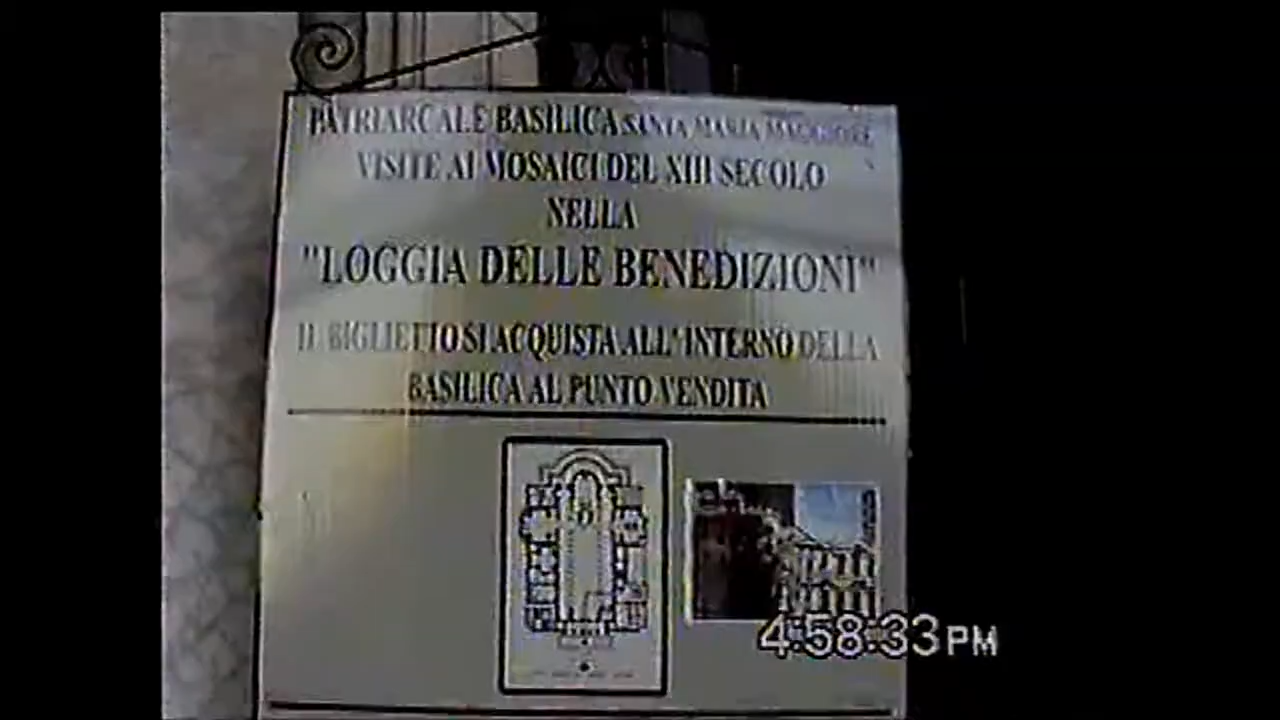 PATRIARCALE BASILICA SANTA MARIA MAGGIORE
VISITE AI MOSAICI DEL XIII SECOLO
NELLA
"LOGGIA DELLE BENEDIZIONI"
IL BIGLIETTO SI ACQUISTA ALL'INTERNO DELLA
BASILICA AL PUNTO VENDITA
4:58:33 PM